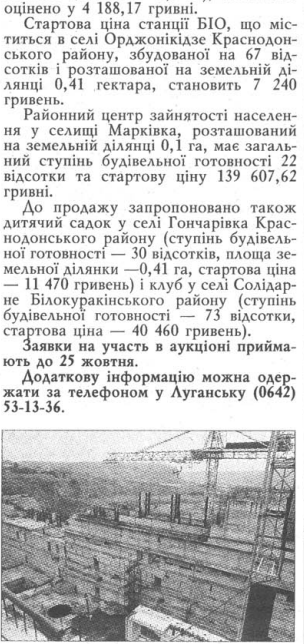 оцінено у 4 188,17 гривні.
Стартова ціна станції БІО, що міс-
титься в селі Орджонікідзе Краснодон-
ського району, збудованої на 67 від-
сотків і розташованої на земельній ді-
лянці 0,41 гектара, становить 7 240
гривень.
Районний центр зайнятості населен-
ня у селищі Марківка, розташований
на земельній ділянці 0,1 га, має загаль-
ний ступінь будівельної готовності 22
відсотки та стартову ціну 139 607,62
гривні.
До продажу запропоновано також
дитячий садок у селі Гончарівка Крас-
нодонського району (ступінь будівель-
ної готовності — 30 відсотків, площа зе-
мельної ділянки —0,41 га, стартова ціна
— 11 470 гривень) і клуб у селі Солідар-
не Білокуракінського району (ступінь
будівельної готовності — 73 відсотки,
стартова ціна — 40 460 гривень).
Заявки на участь в аукціоні прийма-
ють до 25 жовтня.
Додаткову інформацію можна одер-
жати за телефоном у Луганську (0642)
53-13-36.